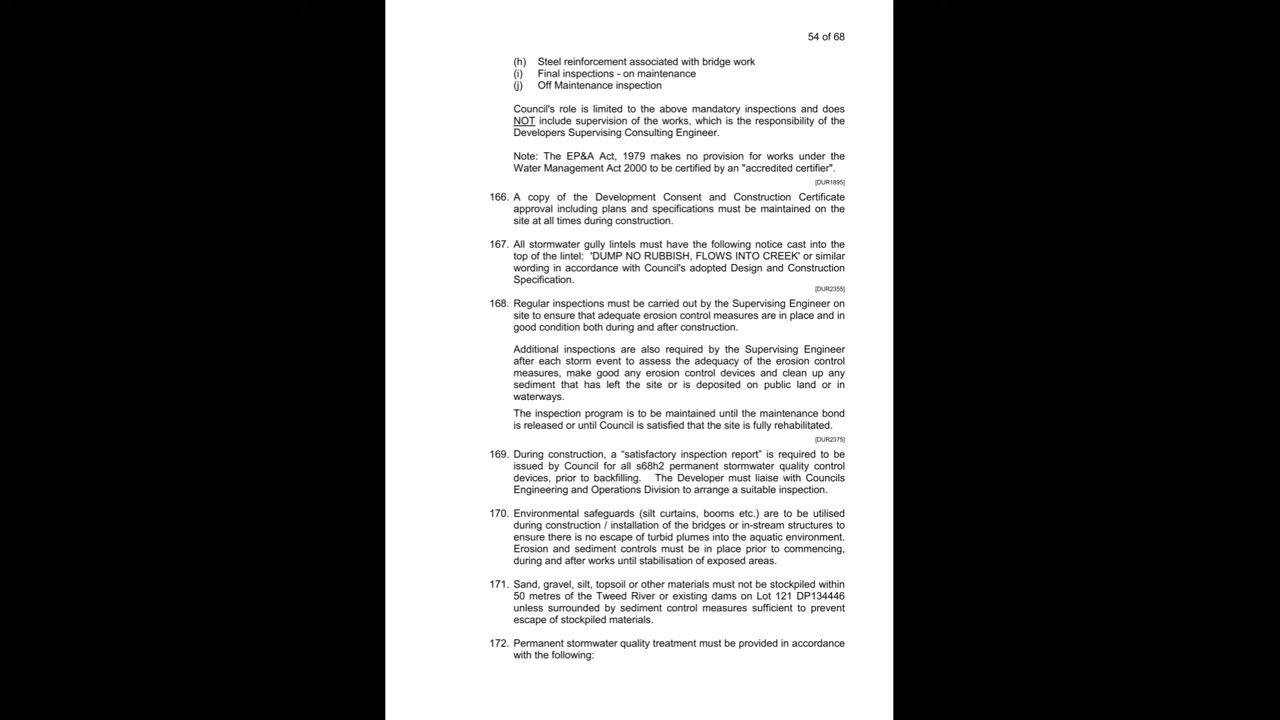 54 of 68
(h) Steel reinforcement associated with bridge work
(i) Final inspections - on maintenance
(j) Off Maintenance inspection
Council's role is limited to the above mandatory inspections and does
NOT include supervision of the works, which is the responsibility of the
Developers Supervising Consulting Engineer.
Note: The EP&A Act, 1979 makes no provision for works under the
Water Management Act 2000 to be certified by an "accredited certifier".
[DUR1895]
166. A copy of the Development Consent and Construction Certificate
approval including plans and specifications must be maintained on the
site at all times during construction.
167. All stormwater gully lintels must have the following notice cast into the
top of the lintel: 'DUMP NO RUBBISH, FLOWS INTO CREEK' or similar
wording in accordance with Council's adopted Design and Construction
Specification.
[DUR2355]
168. Regular inspections must be carried out by the Supervising Engineer on
site to ensure that adequate erosion control measures are in place and in
good condition both during and after construction.
Additional inspections are also required by the Supervising Engineer
after each storm event to assess the adequacy of the erosion control
measures, make good any erosion control devices and clean up any
sediment that has left the site or is deposited on public land or in
waterways.
The inspection program is to be maintained until the maintenance bond
is released or until Council is satisfied that the site is fully rehabilitated.
[DUR2375]
169. During construction, a “satisfactory inspection report” is required to be
issued by Council for all s68h2 permanent stormwater quality control
devices, prior to backfilling. The Developer must liaise with Councils
Engineering and Operations Division to arrange a suitable inspection.
170. Environmental safeguards (silt curtains, booms etc.) are to be utilised
during construction / installation of the bridges or in-stream structures to
ensure there is no escape of turbid plumes into the aquatic environment.
Erosion and sediment controls must be in place prior to commencing,
during and after works until stabilisation of exposed areas.
171. Sand, gravel, silt, topsoil or other materials must not be stockpiled within
50 metres of the Tweed River or existing dams on Lot 121 DP134446
unless surrounded by sediment control measures sufficient to prevent
escape of stockpiled materials.
172. Permanent stormwater quality treatment must be provided in accordance
with the following: